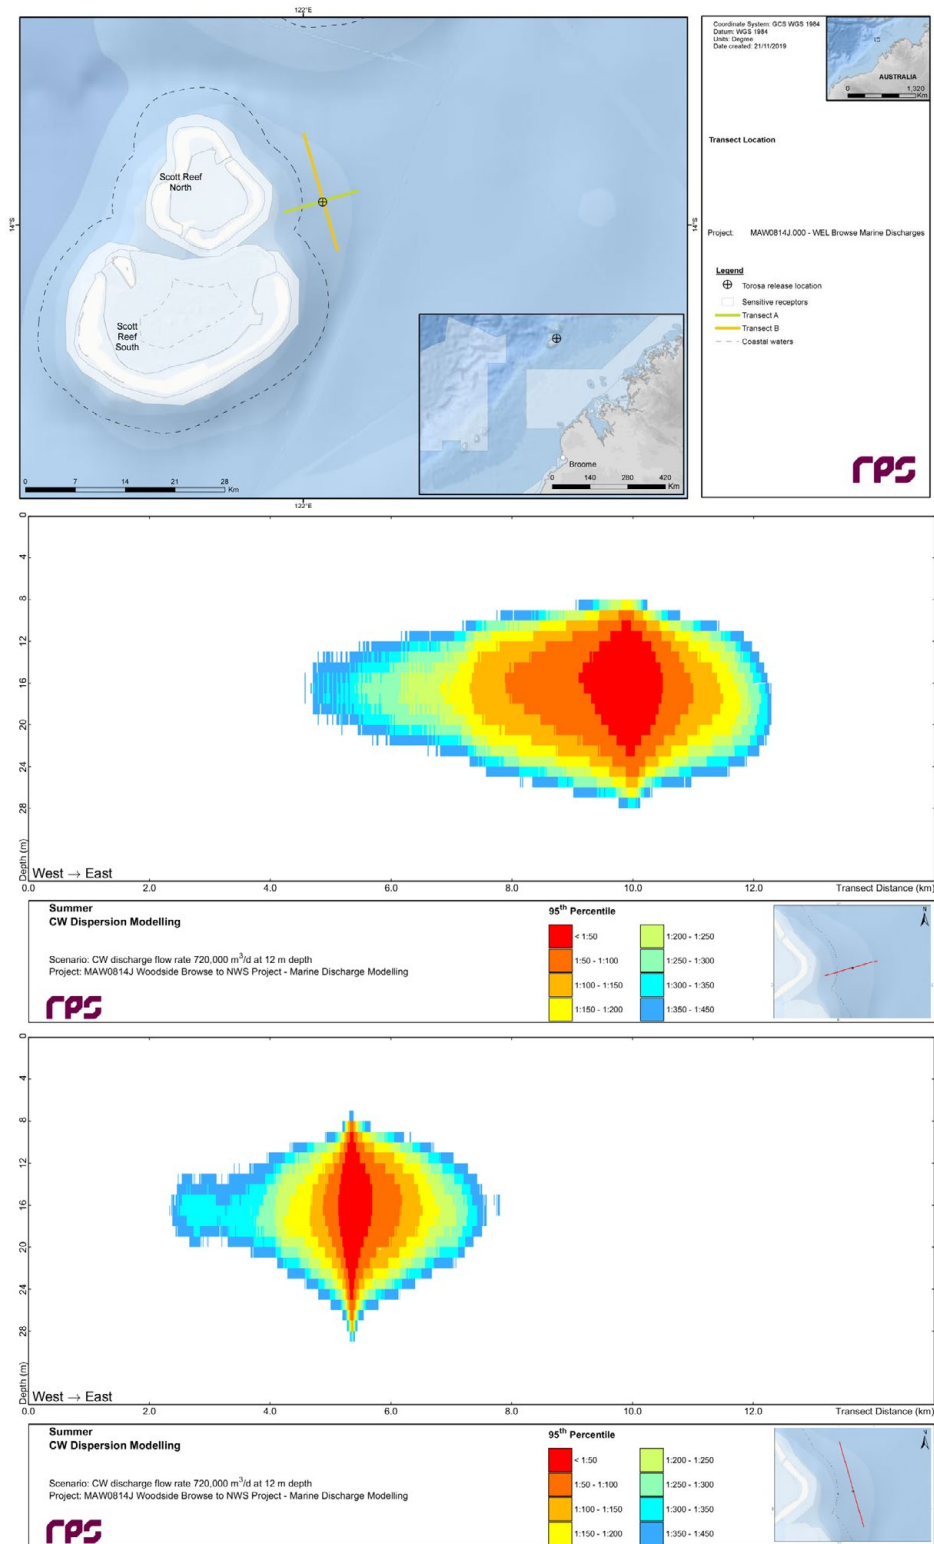 122°E
Coordinate System: GCS WGS 1984
Datum: WGS 1984
Units: Degree
Date created: 21/11/2019
AUSTRALIA
0 1,320
Km
Transect Location
Scott Reef
North
14°S
14°S
Project: MAW0814J.000 - WEL Browse Marine Discharges
Legend
Torosa release location
Sensitive receptors
Transect A
Transect B
Coastal waters
Scott
Reef
South
Broome
0 140 280 420
Km
0 7 14 21 28
Km
rps
122°E
0
4
8
12
16
20
24
28
Depth (m)
West → East
0.0 2.0 4.0 6.0 8.0 10.0 12.0 Transect Distance (km)
Summer
CW Dispersion Modelling
Scenario: CW discharge flow rate 720,000 m³/d at 12 m depth
Project: MAW0814J Woodside Browse to NWS Project - Marine Discharge Modelling
rps
95th Percentile
< 1:50 1:200 - 1:250
1:50 - 1:100 1:250 - 1:300
1:100 - 1:150 1:300 - 1:350
1:150 - 1:200 1:350 - 1:450
N
0
4
8
12
16
20
24
28
Depth (m)
West → East
0.0 2.0 4.0 6.0 8.0 10.0 12.0 Transect Distance (km)
Summer
CW Dispersion Modelling
Scenario: CW discharge flow rate 720,000 m³/d at 12 m depth
Project: MAW0814J Woodside Browse to NWS Project - Marine Discharge Modelling
rps
95th Percentile
< 1:50 1:200 - 1:250
1:50 - 1:100 1:250 - 1:300
1:100 - 1:150 1:300 - 1:350
1:150 - 1:200 1:350 - 1:450
N